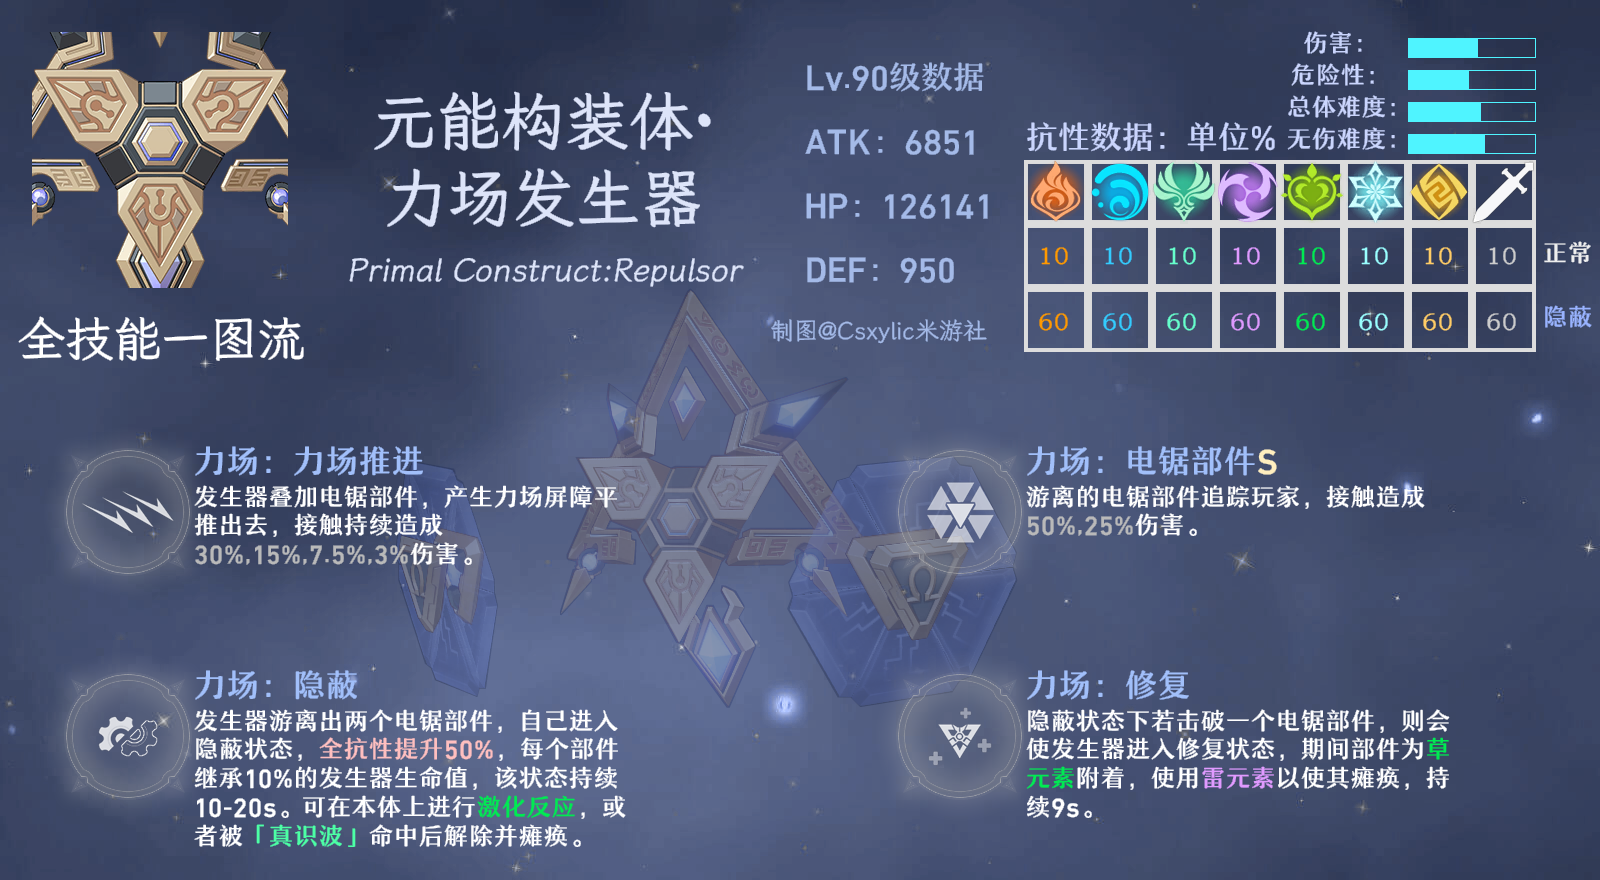 元能构装体·
力场发生器
Primal Construct:Repulsor
全技能一图流
Lv.90级数据
ATK：6851
HP：126141
DEF：950
制图@Csxylic米游社
伤害：
危险性：
总体难度：
无伤难度：
抗性数据：单位%
10 10 10 10 10 10 10 10 正常
60 60 60 60 60 60 60 60 隐蔽
力场：力场推进
发生器叠加电锯部件，产生力场屏障平
推出去，接触持续造成
30%,15%,7.5%,3%伤害。
力场：电锯部件S
游离的电锯部件追踪玩家，接触造成
50%,25%伤害。
力场：隐蔽
发生器游离出两个电锯部件，自己进入
隐蔽状态，全抗性提升50%，每个部件
继承10%的发生器生命值，该状态持续
10-20s。可在本体上进行激化反应，或
者被「真识波」命中后解除并瘫痪。
力场：修复
隐蔽状态下若击破一个电锯部件，则会
使发生器进入修复状态，期间部件为草
元素附着，使用雷元素以使其瘫痪，持
续9s。